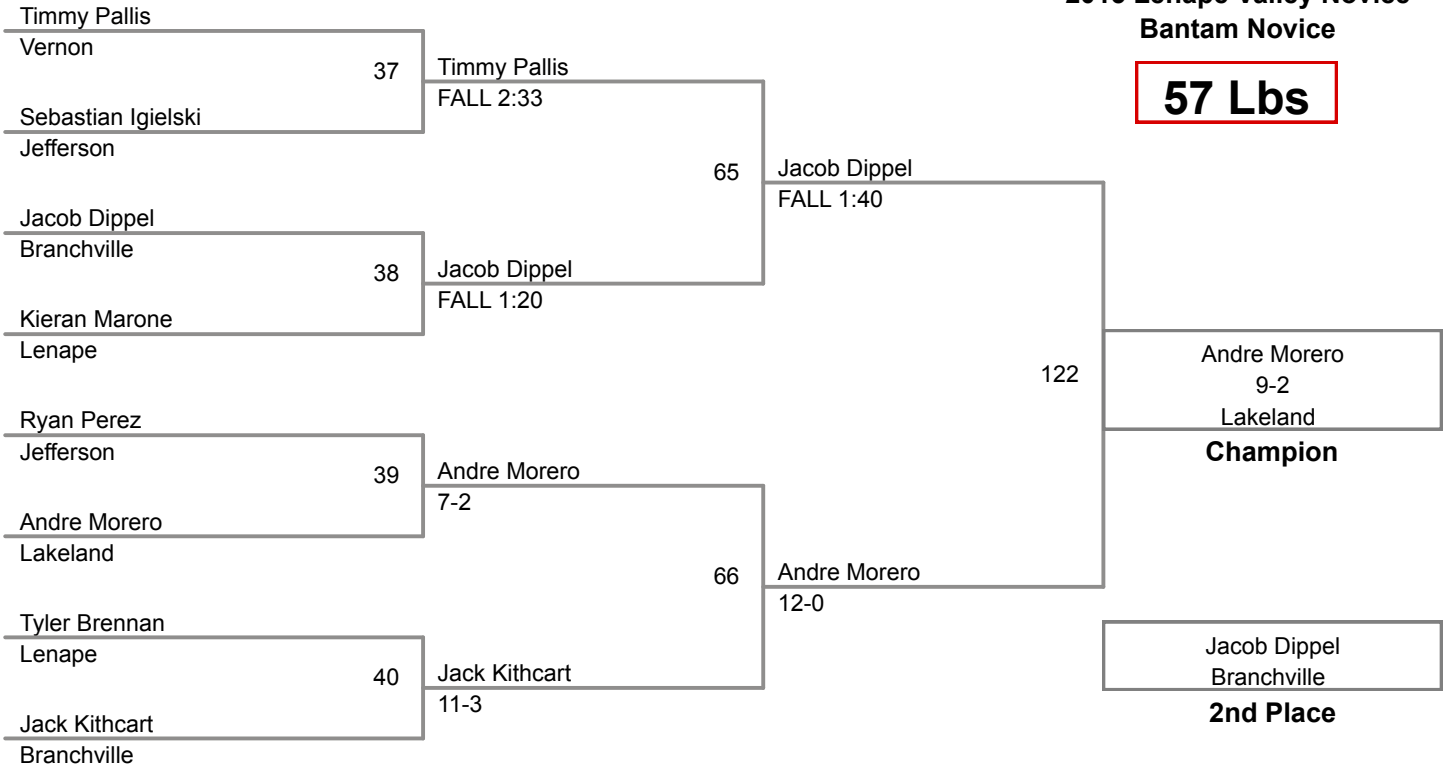 Bantam Novice
57 Lbs
Timmy Pallis
Vernon
37
Sebastian Igielski
Jefferson
Timmy Pallis
FALL 2:33
Jacob Dippel
Branchville
38
Kieran Marone
Lenape
Jacob Dippel
FALL 1:20
65
Jacob Dippel
FALL 1:40
Ryan Perez
Jefferson
39
Andre Morero
Lakeland
Andre Morero
7-2
Tyler Brennan
Lenape
40
Jack Kithcart
Branchville
Jack Kithcart
11-3
66
Andre Morero
12-0
122
Andre Morero
9-2
Lakeland
Champion
Jacob Dippel
Branchville
2nd Place